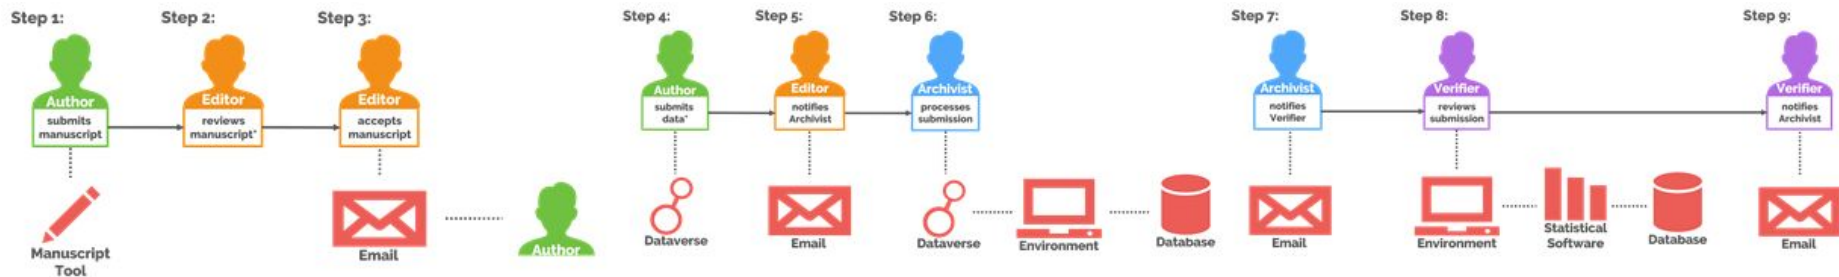 Step 1:
Step 2:
Step 3:
Step 4:
Step 5:
Step 6:
Step 7:
Step 8:
Step 9:
Author
submits
manuscript
Editor
reviews
manuscript*
Editor
accepts
manuscript
Author
submits
data*
Editor
notifies
Archivist
Archivist
processes
submission
Archivist
notifies
Verifier
Verifier
reviews
submission
Verifier
notifies
Archivist
Manuscript
Tool
Email
Author
Dataverse
Email
Dataverse
Environment
Database
Email
Environment
Statistical
Software
Database
Email